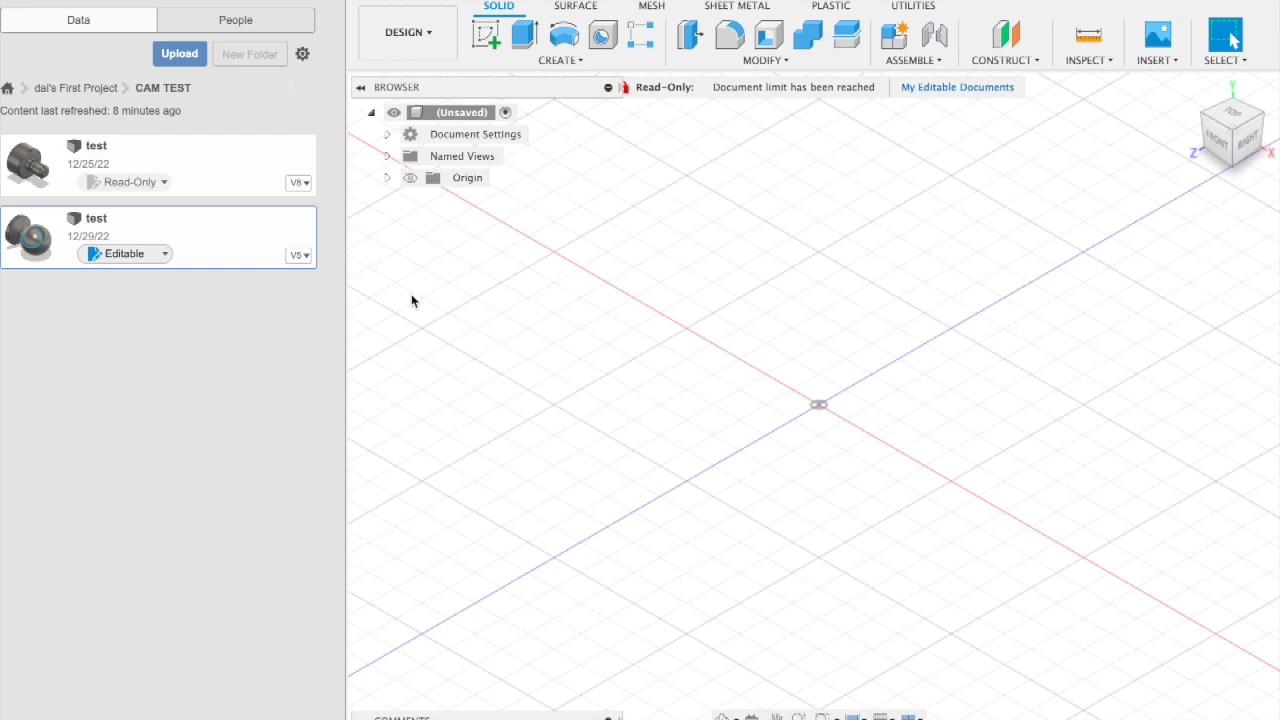 Data
People
Upload
New Folder
dai's First Project
CAM TEST
Content last refreshed: 8 minutes ago
test
12/25/22
Read-Only
V8
test
12/29/22
Editable
V5
SOLID
SURFACE
MESH
SHEET METAL
PLASTIC
UTILITIES
DESIGN
CREATE
MODIFY
ASSEMBLE
CONSTRUCT
INSPECT
INSERT
SELECT
BROWSER
Read-Only:
Document limit has been reached
My Editable Documents
(Unsaved)
Document Settings
Named Views
Origin
Y
TOP
FRONT
RIGHT
Z
X
COMMENTS